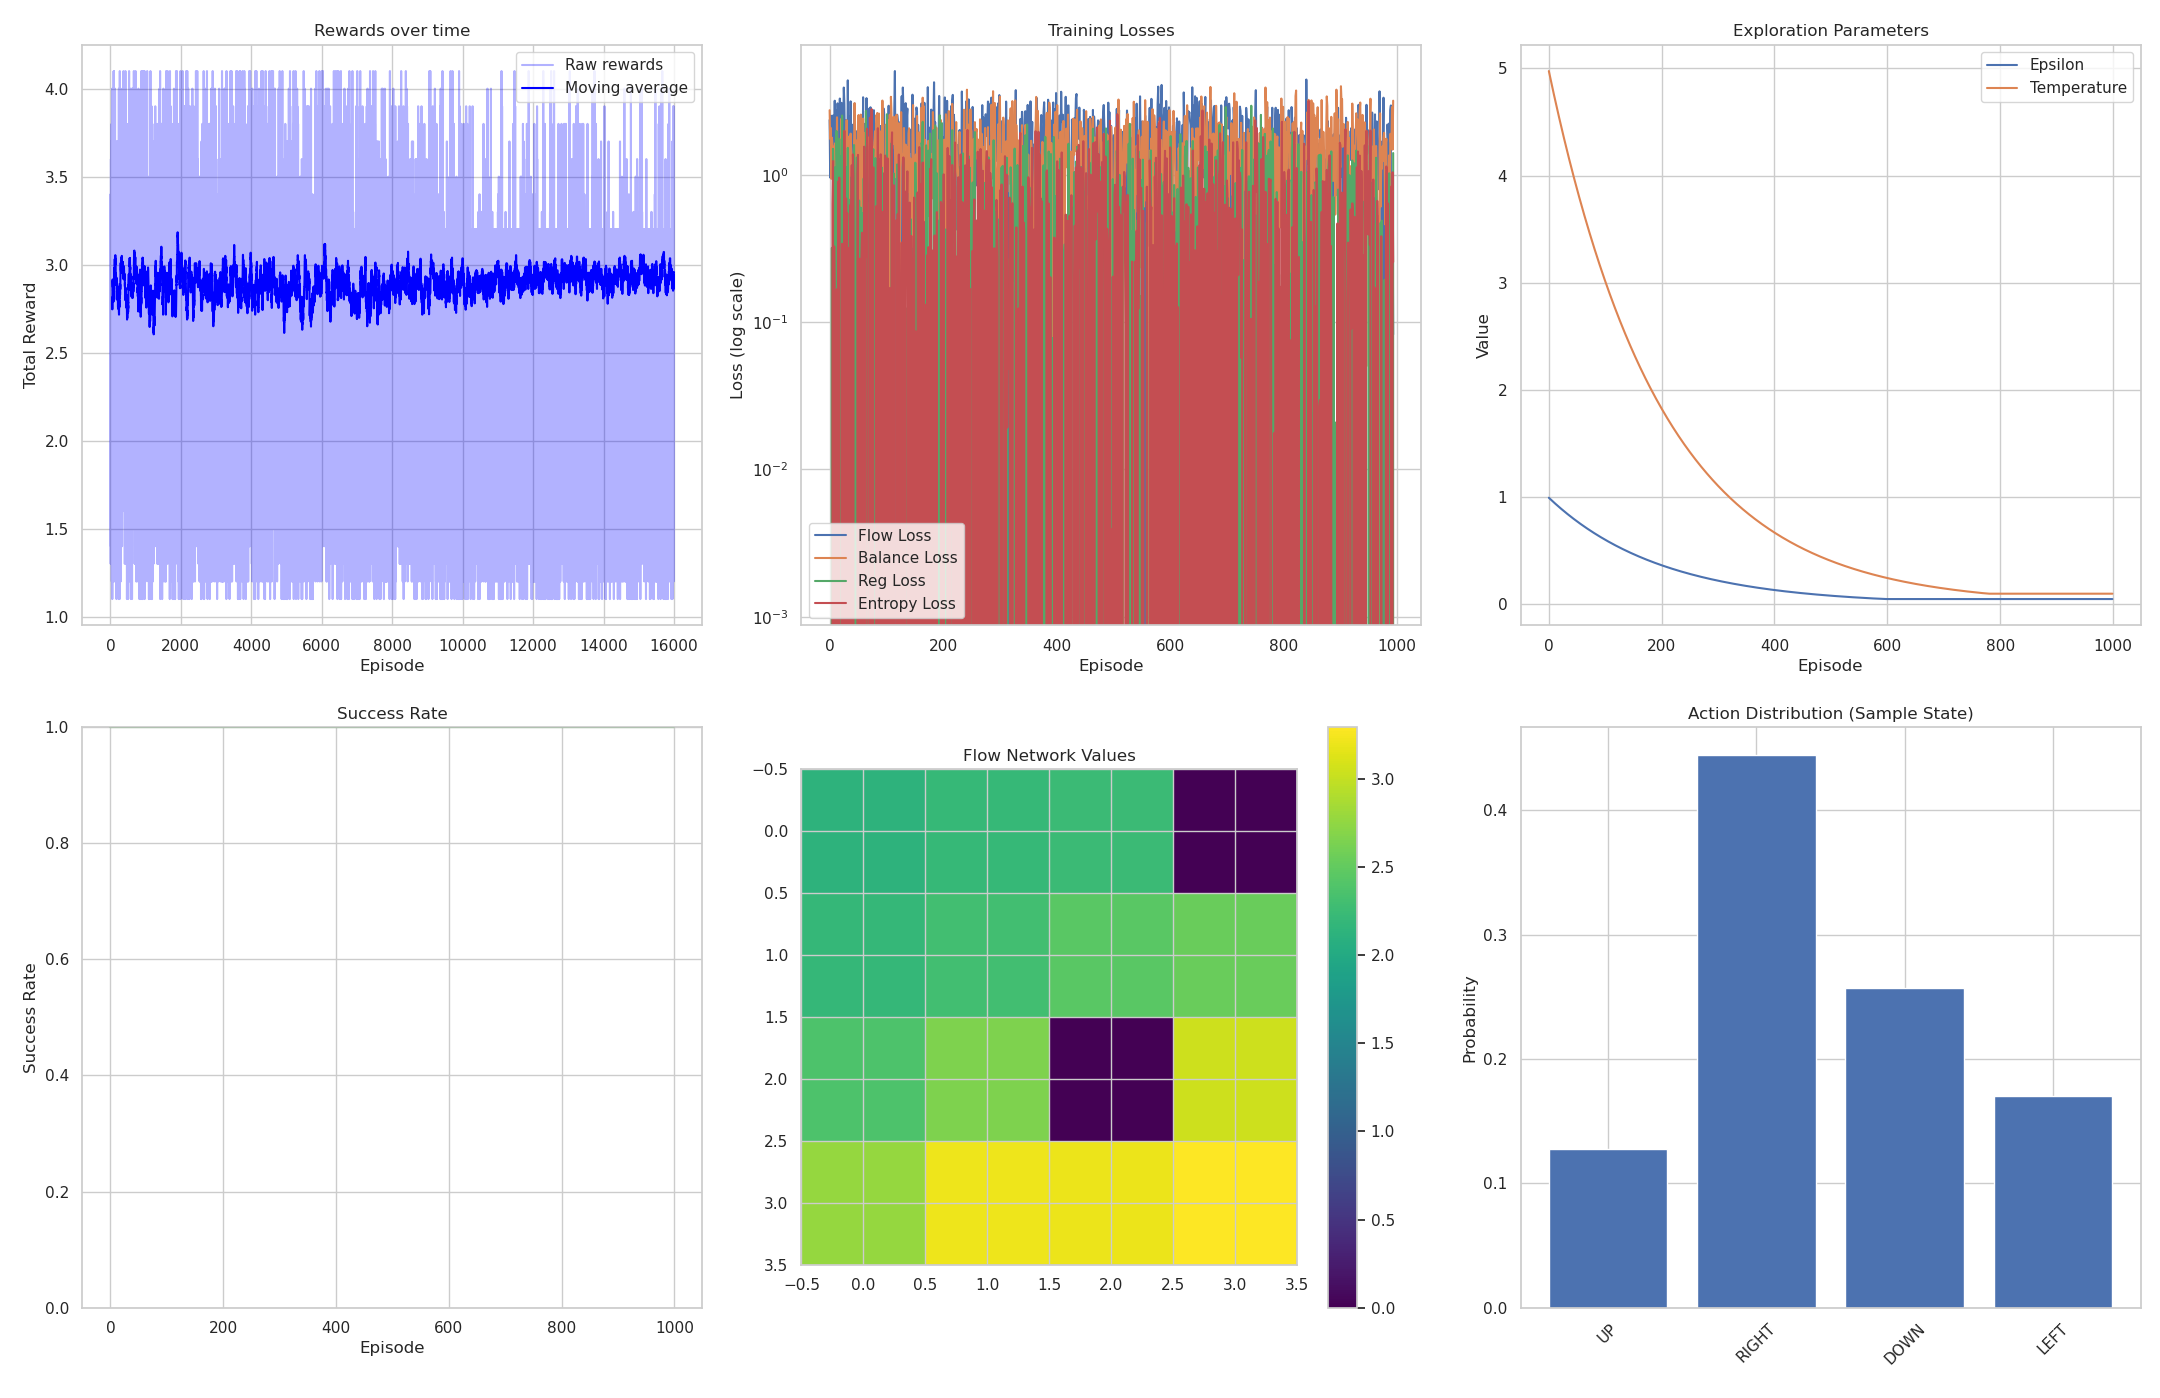 Rewards over time
Raw rewards
Moving average
4.0
3.5
3.0
2.5
2.0
1.5
1.0
Total Reward
0 2000 4000 6000 8000 10000 12000 14000 16000
Episode
Training Losses
10^0
10^-1
10^-2
10^-3
Loss (log scale)
Flow Loss
Balance Loss
Reg Loss
Entropy Loss
0 200 400 600 800 1000
Episode
Exploration Parameters
Epsilon
Temperature
5
4
3
2
1
0
Value
0 200 400 600 800 1000
Episode
Success Rate
1.0
0.8
0.6
0.4
0.2
0.0
Success Rate
0 200 400 600 800 1000
Episode
Flow Network Values
−0.5
0.0
0.5
1.0
1.5
2.0
2.5
3.0
3.5
−0.5 0.0 0.5 1.0 1.5 2.0 2.5 3.0 3.5
3.0
2.5
2.0
1.5
1.0
0.5
0.0
Action Distribution (Sample State)
0.4
0.3
0.2
0.1
0.0
Probability
UP RIGHT DOWN LEFT